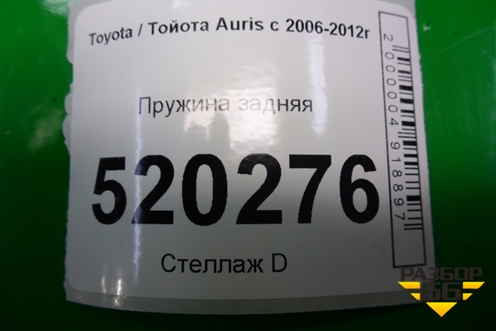 Toyota / Тойота Auris с 2006-2012г
Пружина задняя
520276
Стеллаж D
2000004918897
РАЗБОР
66